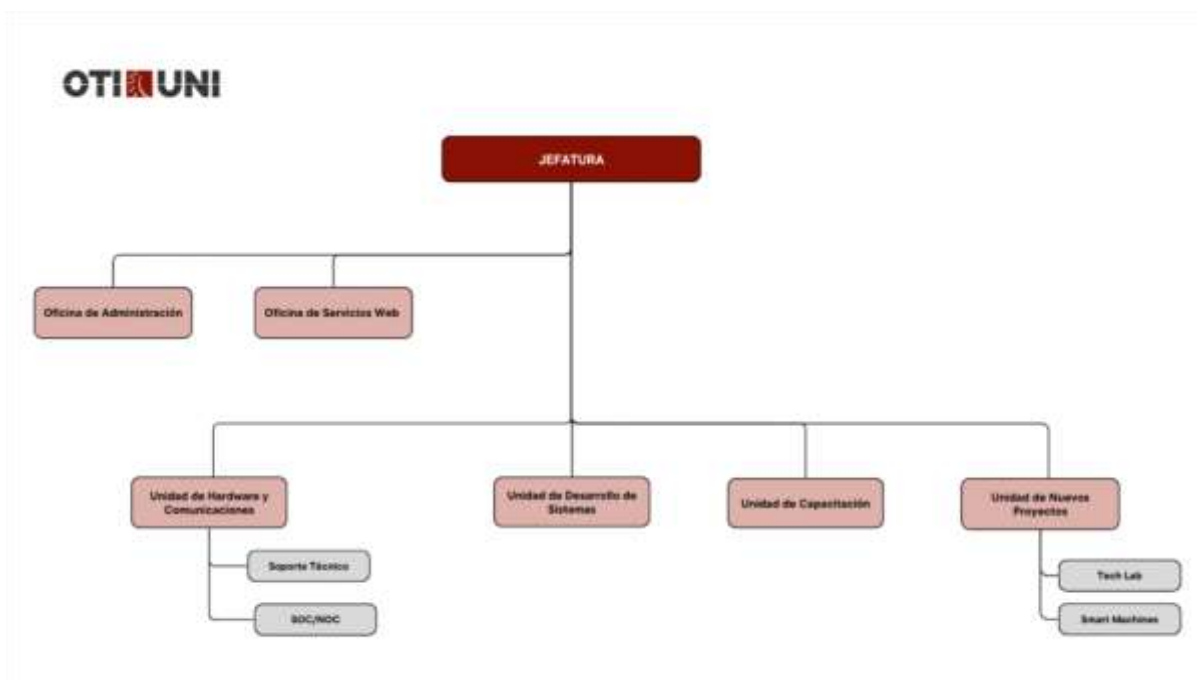 OTI UNI
JEFATURA
Oficina de Administración
Oficina de Servicios Web
Unidad de Hardware y
Comunicaciones
Unidad de Desarrollo de
Sistemas
Unidad de Capacitación
Unidad de Nuevos
Proyectos
Soporte Técnico
Tech Lab
SOC/NOC
Smart Machines